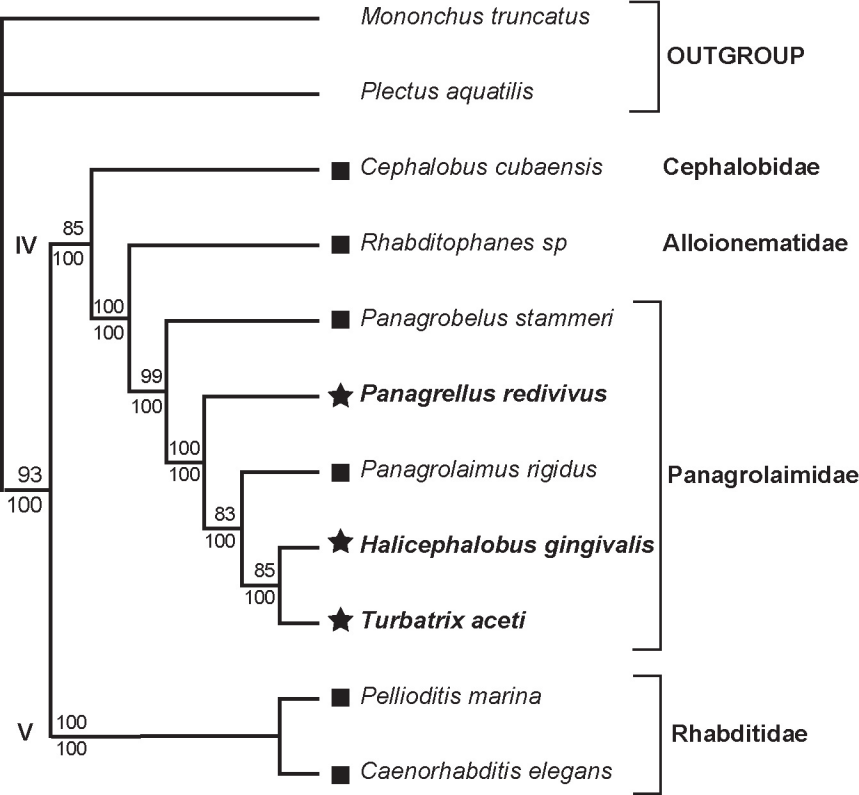 Mononchus truncatus
OUTGROUP
Plectus aquatilis
Cephalobus cubaensis Cephalobidae
85
IV
100
Rhabditophanes sp Alloionematidae
100
100
Panagrobelus stammeri
99
100
Panagrellus redivivus
100
100
Panagrolaimus rigidus
Panagrolaimidae
93
100
83
100
Halicephalobus gingivalis
85
100
Turbatrix aceti
Pellioditis marina
V
100
100
Rhabditidae
Caenorhabditis elegans